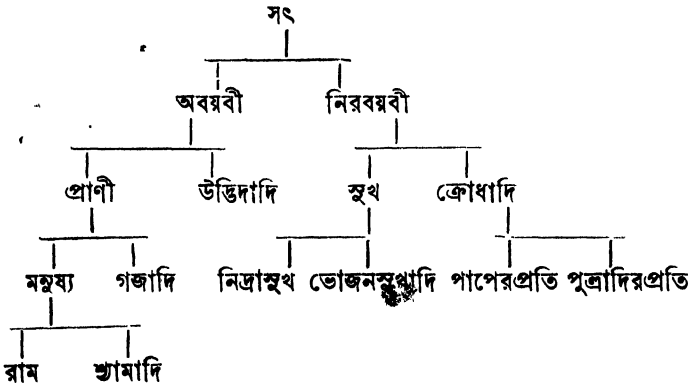 সৎ
অবয়বী নিরবয়বী
প্রাণী উদ্ভিদাদি সুখ ক্রোধাদি
মনুষ্য গজাদি নিদ্রাসুখ ভোজনসুখাদি পাপেরপ্রতি পুত্রাদিরপ্রতি
রাম শ্যামাদি